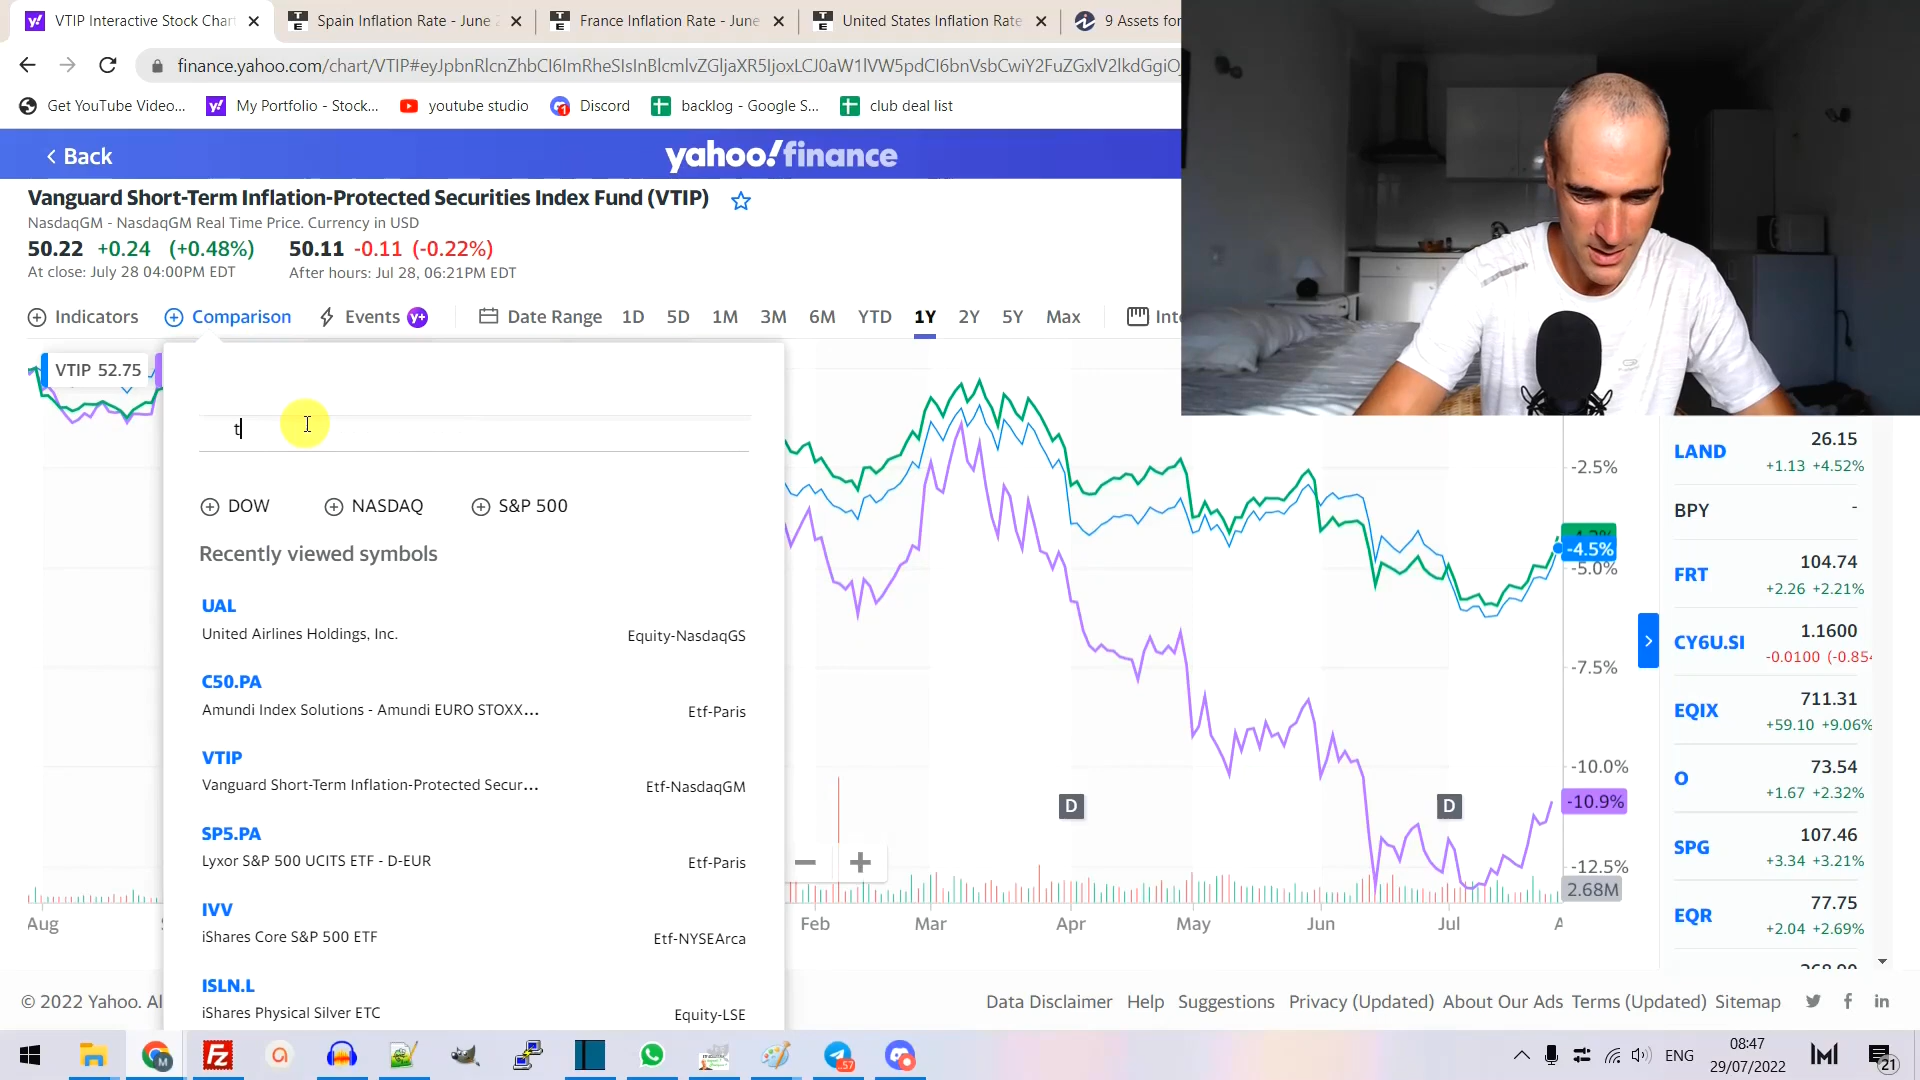 VTIP Interactive Stock Chart
Spain Inflation Rate - June 2
France Inflation Rate - June
United States Inflation Rate
9 Assets for
finance.yahoo.com/chart/VTIP#eyJpbnRlcnZhbCI6ImRheSIsInBlcmlvZGljaXR5IjoxLCJ0aW1lVW5pdCI6bnVsbCwiY2FuZGxlV2lkdGgiOj
Get YouTube Video...
My Portfolio - Stock...
youtube studio
Discord
backlog - Google S...
club deal list
Back
yahoo!finance
Vanguard Short-Term Inflation-Protected Securities Index Fund (VTIP)
NasdaqGM - NasdaqGM Real Time Price. Currency in USD
50.22 +0.24 (+0.48%) 50.11 -0.11 (-0.22%)
At close: July 28 04:00PM EDT After hours: Jul 28, 06:21PM EDT
Indicators Comparison Events y+ Date Range 1D 5D 1M 3M 6M YTD 1Y 2Y 5Y Max Int
VTIP 52.75
t
DOW NASDAQ S&P 500
Recently viewed symbols
UAL
United Airlines Holdings, Inc. Equity-NasdaqGS
C50.PA
Amundi Index Solutions - Amundi EURO STOXX... Etf-Paris
VTIP
Vanguard Short-Term Inflation-Protected Secur... Etf-NasdaqGM
SP5.PA
Lyxor S&P 500 UCITS ETF - D-EUR Etf-Paris
IVV
iShares Core S&P 500 ETF Etf-NYSEArca
ISLN.L
iShares Physical Silver ETC Equity-LSE
D D
-2.5%
-4.5%
-5.0%
-7.5%
-10.0%
-10.9%
-12.5%
2.68M
Aug Feb Mar Apr May Jun Jul A
LAND 26.15
+1.13 +4.52%
BPY -
FRT 104.74
+2.26 +2.21%
CY6U.SI 1.1600
-0.0100 (-0.854
EQIX 711.31
+59.10 +9.06%
O 73.54
+1.67 +2.32%
SPG 107.46
+3.34 +3.21%
EQR 77.75
+2.04 +2.69%
© 2022 Yahoo. Al
Data Disclaimer Help Suggestions Privacy (Updated) About Our Ads Terms (Updated) Sitemap
57
ENG
08:47
29/07/2022
21